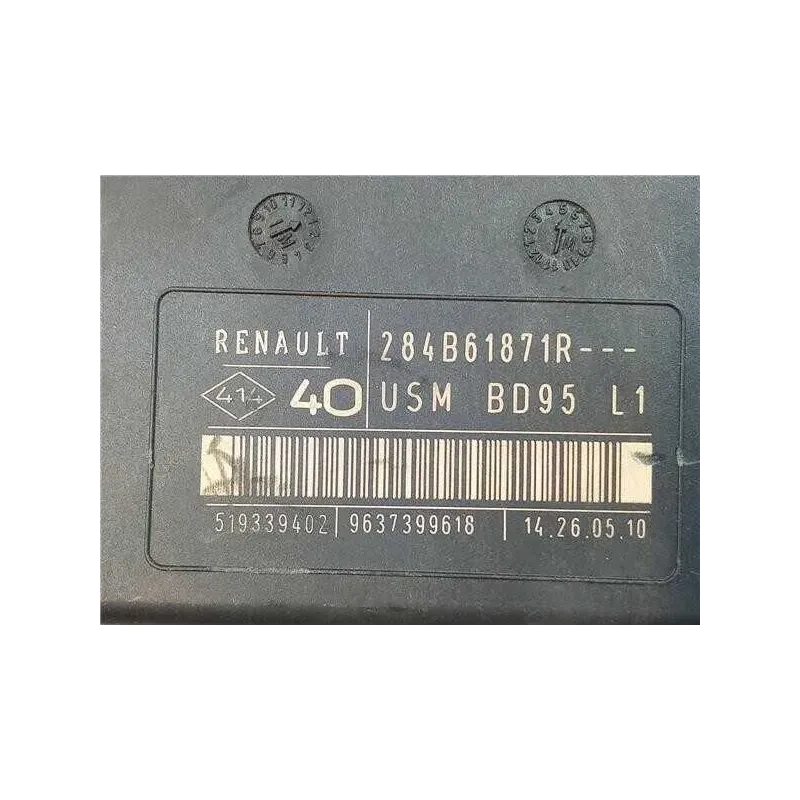 RENAULT 284B61871R---
414 40 USM BD95 L1
519339402 9637399618 14.26.05.10